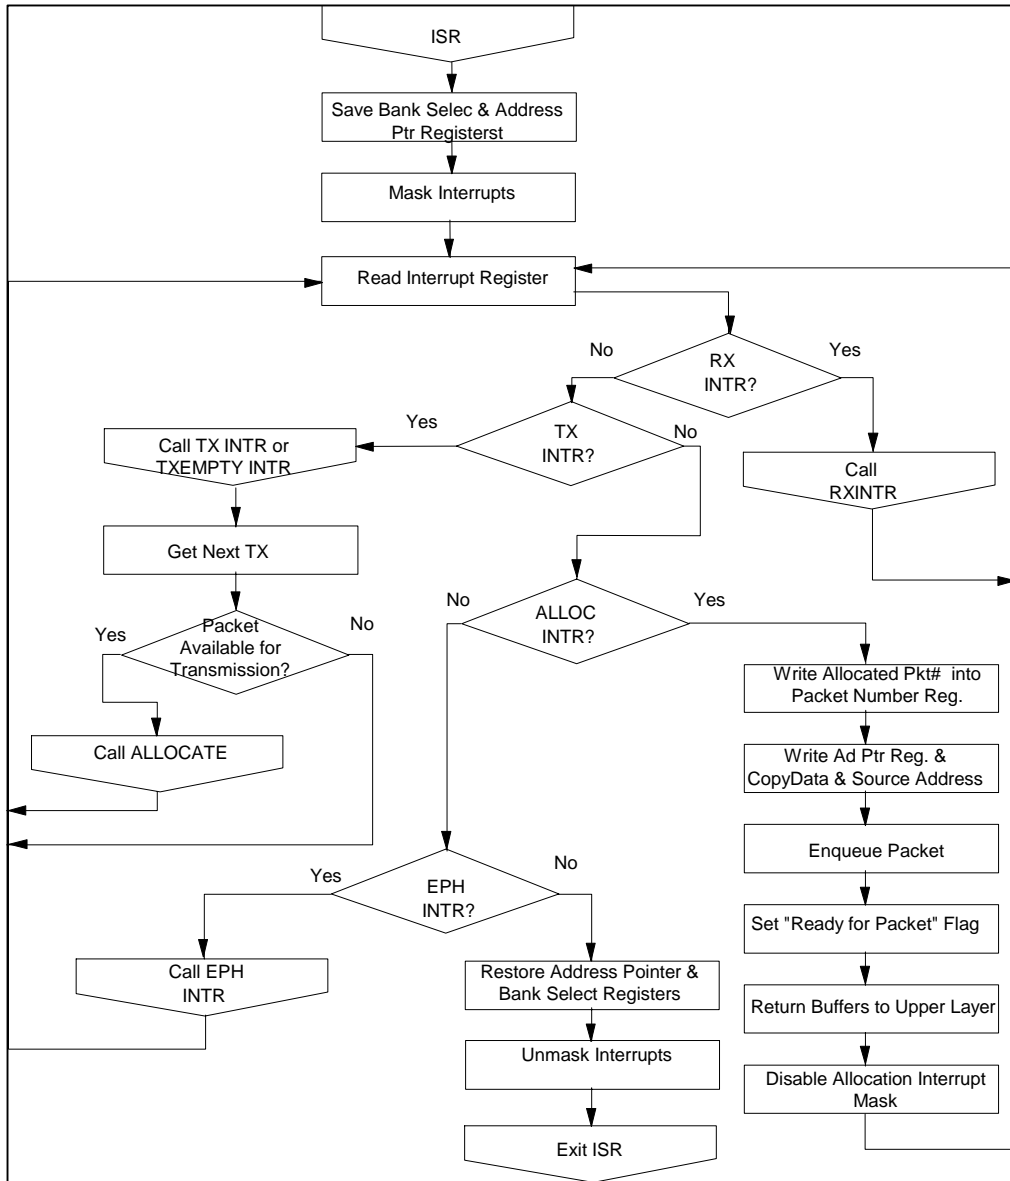 ISR
Save Bank Selec & Address
Ptr Registerst
Mask Interrupts
Read Interrupt Register
No
RX
INTR?
Yes
Yes
TX
INTR?
No
Call TX INTR or
TXEMPTY INTR
Call
RXINTR
Get Next TX
No
ALLOC
INTR?
Yes
Yes
Packet
Available for
Transmission?
No
Write Allocated Pkt# into
Packet Number Reg.
Call ALLOCATE
Write Ad Ptr Reg. &
CopyData & Source Address
Enqueue Packet
Yes
EPH
INTR?
No
Set "Ready for Packet" Flag
Call EPH
INTR
Restore Address Pointer &
Bank Select Registers
Return Buffers to Upper Layer
Unmask Interrupts
Disable Allocation Interrupt
Mask
Exit ISR